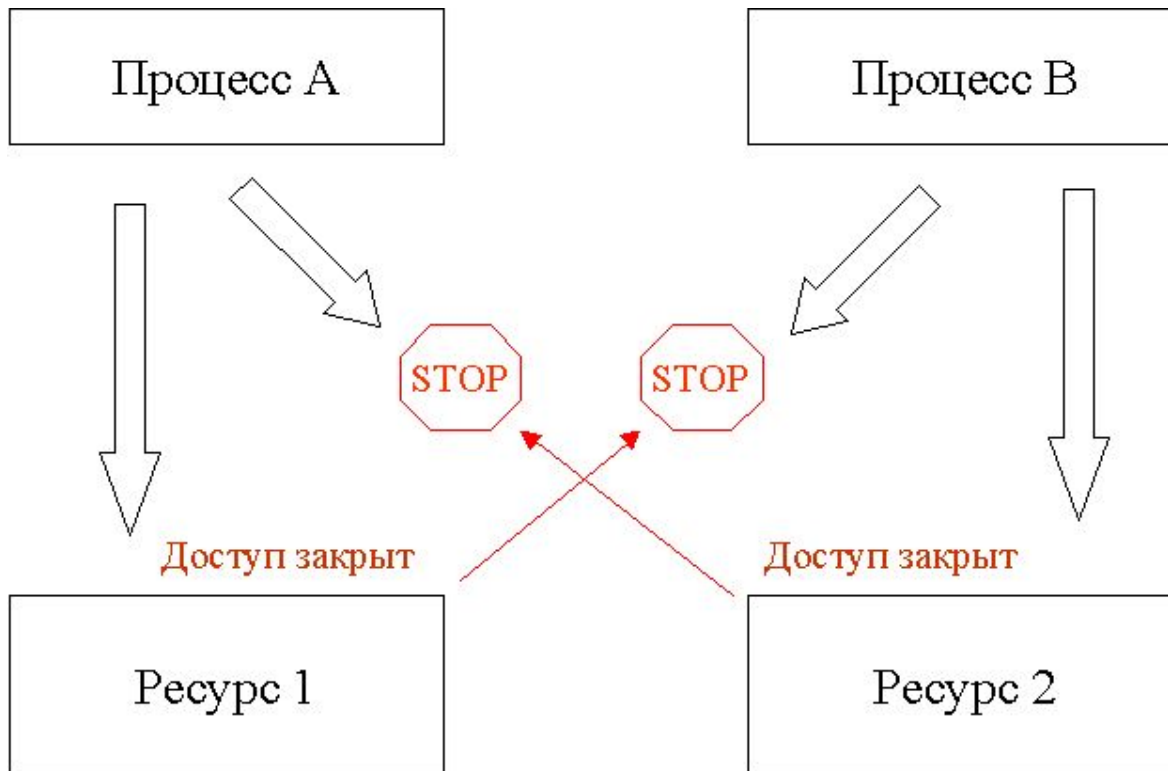 Процесс А
Процесс В
STOP
STOP
Доступ закрыт
Доступ закрыт
Ресурс 1
Ресурс 2